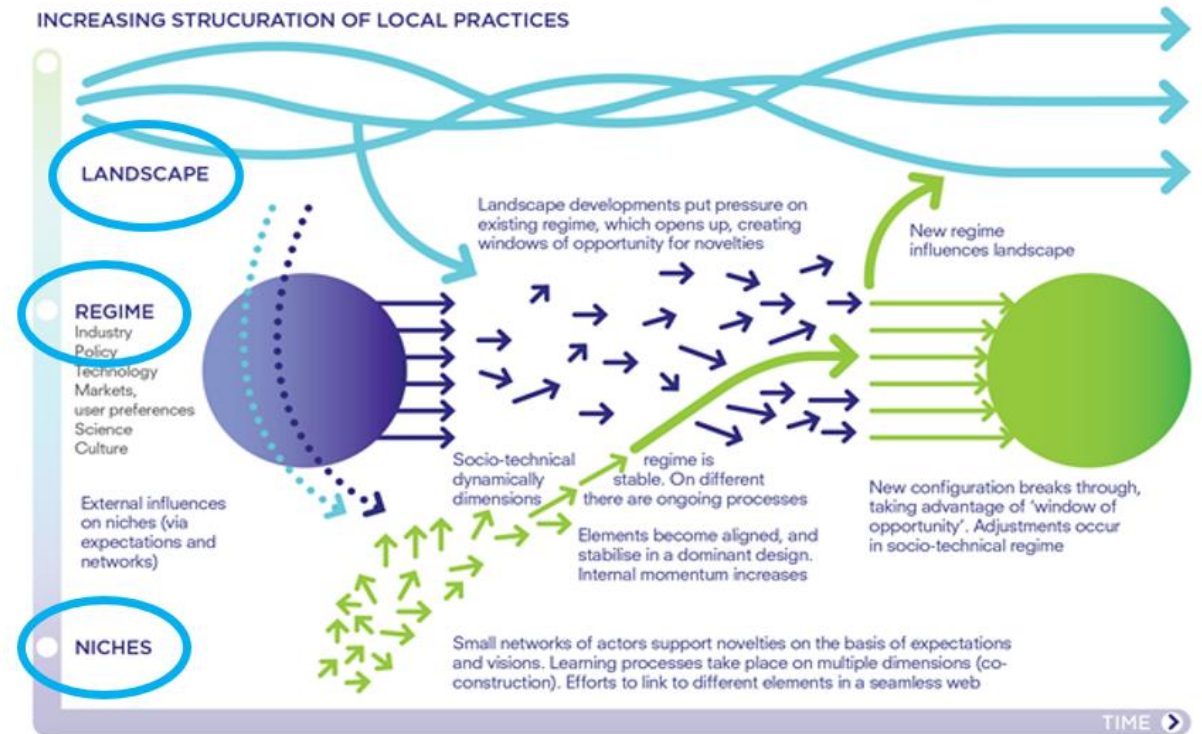 INCREASING STRUCURATION OF LOCAL PRACTICES
LANDSCAPE
Landscape developments put pressure on
existing regime, which opens up, creating
windows of opportunity for novelties
New regime
influences landscape
REGIME
Industry
Policy
Technology
Markets,
user preferences
Science
Culture
Socio-technical
dynamically
dimensions
regime is
stable. On different
there are ongoing processes
External influences
on niches (via
expectations and
networks)
Elements become aligned, and
stabilise in a dominant design.
Internal momentum increases
New configuration breaks through,
taking advantage of ‘window of
opportunity’. Adjustments occur
in socio-technical regime
NICHES
Small networks of actors support novelties on the basis of expectations
and visions. Learning processes take place on multiple dimensions (co-
construction). Efforts to link to different elements in a seamless web
TIME